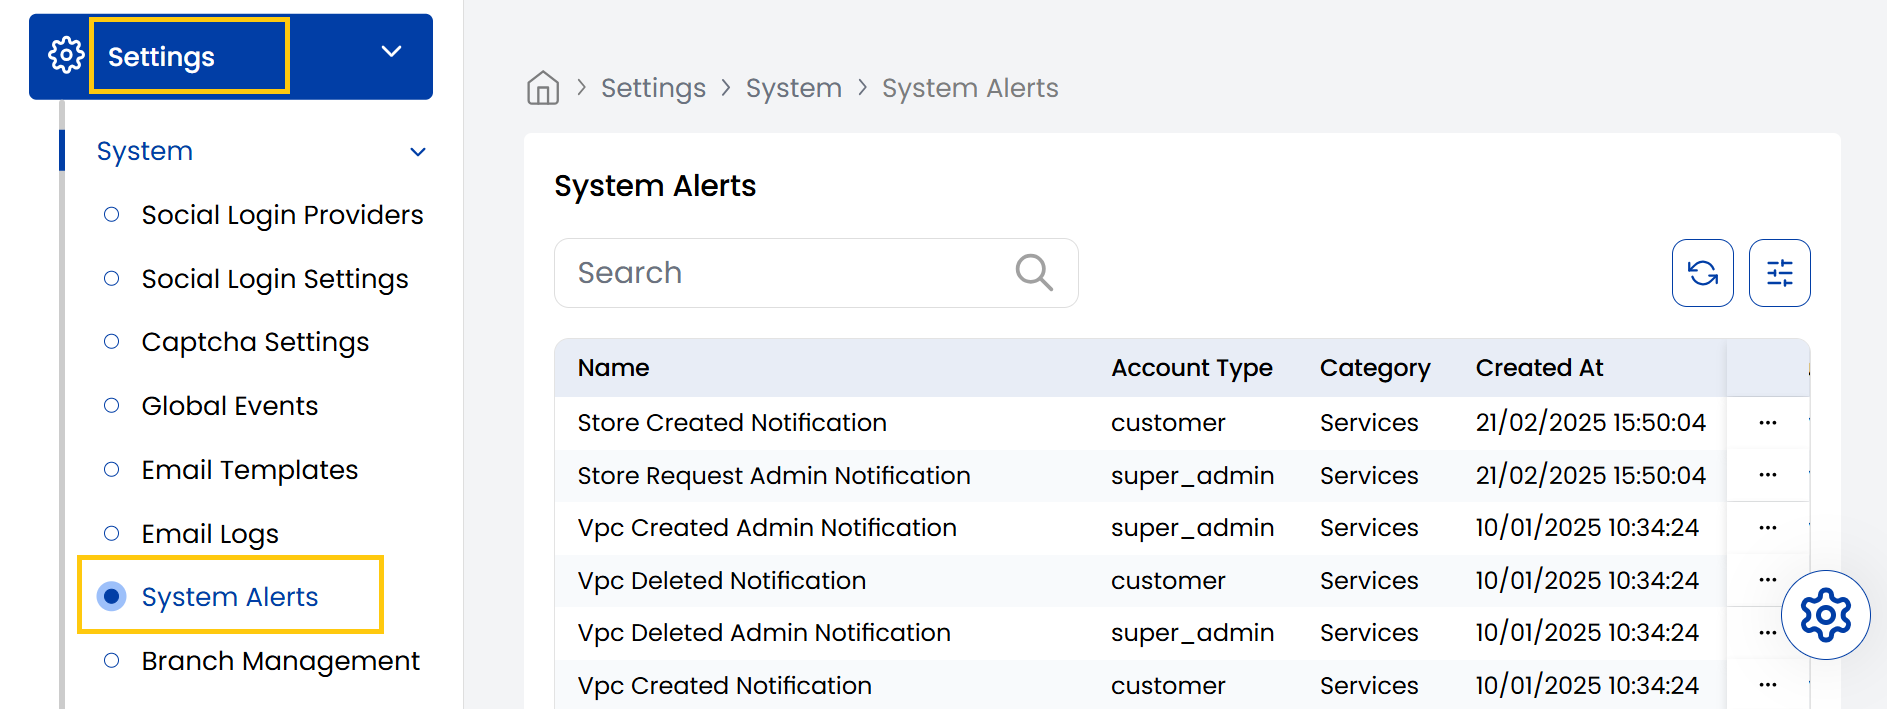 Settings
System
Social Login Providers
Social Login Settings
Captcha Settings
Global Events
Email Templates
Email Logs
System Alerts
Branch Management
Settings > System > System Alerts
System Alerts
Search
Name Account Type Category Created At
Store Created Notification customer Services 21/02/2025 15:50:04 ...
Store Request Admin Notification super_admin Services 21/02/2025 15:50:04 ...
Vpc Created Admin Notification super_admin Services 10/01/2025 10:34:24 ...
Vpc Deleted Notification customer Services 10/01/2025 10:34:24 ...
Vpc Deleted Admin Notification super_admin Services 10/01/2025 10:34:24 ...
Vpc Created Notification customer Services 10/01/2025 10:34:24 ...